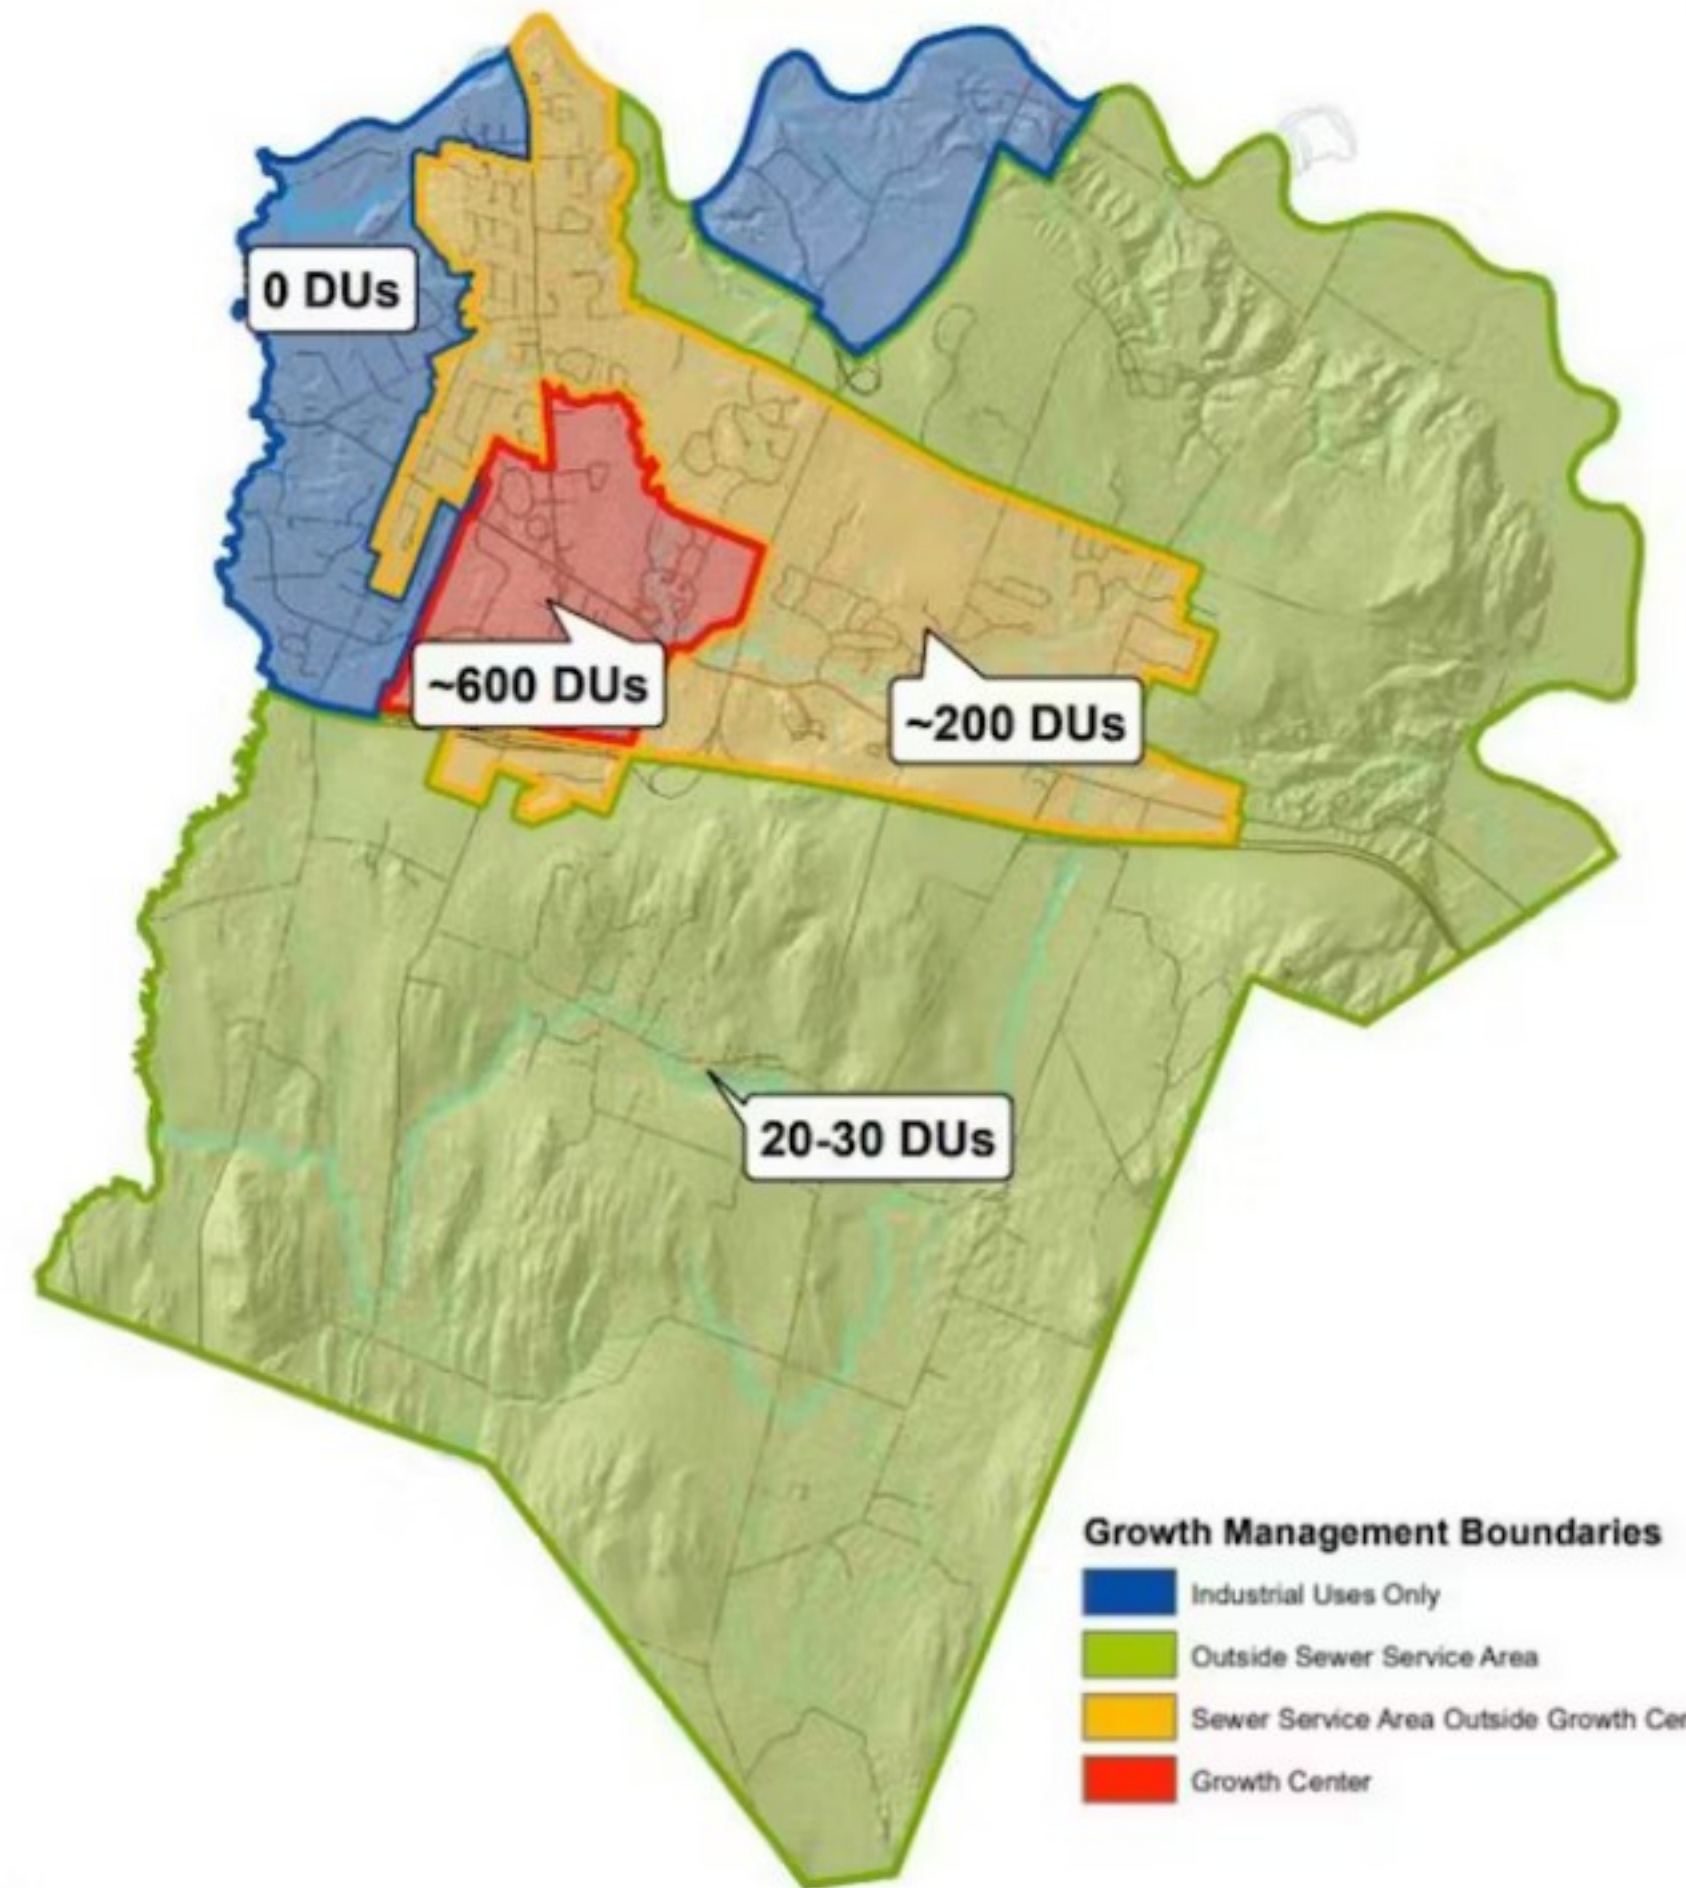 0 DUs
~600 DUs
~200 DUs
20-30 DUs
Growth Management Boundaries
Industrial Uses Only
Outside Sewer Service Area
Sewer Service Area Outside Growth Cen
Growth Center